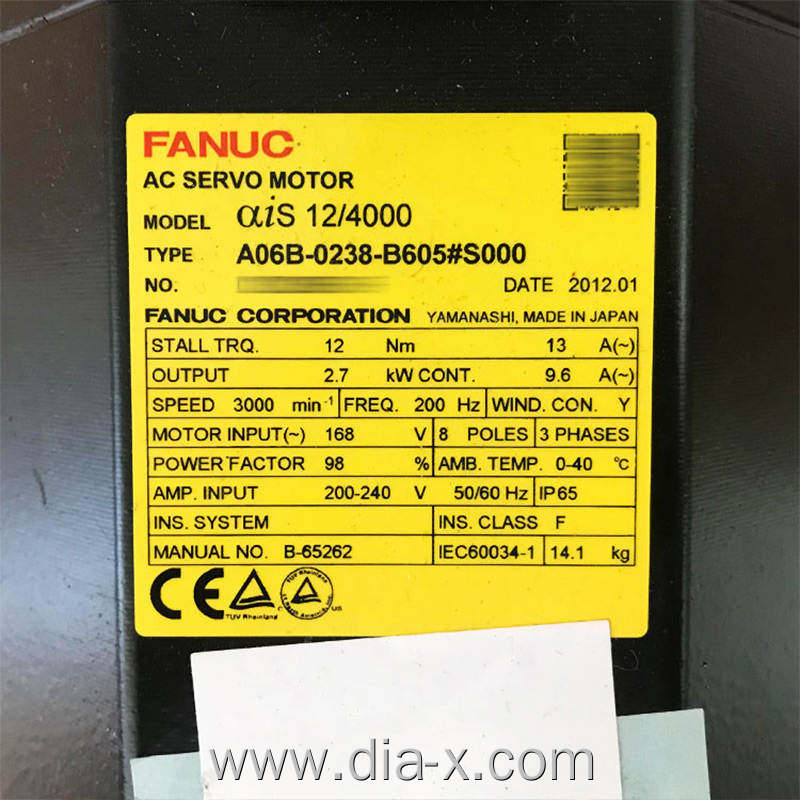 FANUC
AC SERVO MOTOR
MODEL αiS 12/4000
TYPE A06B-0238-B605#S000
NO.
DATE 2012.01
FANUC CORPORATION YAMANASHI, MADE IN JAPAN
STALL TRQ. 12 Nm 13 A(~)
OUTPUT 2.7 kW CONT. 9.6 A(~)
SPEED 3000 min-1 FREQ. 200 Hz WIND. CON. Y
MOTOR INPUT(~) 168 V 8 POLES 3 PHASES
POWER FACTOR 98 % AMB. TEMP. 0-40 °C
AMP. INPUT 200-240 V 50/60 Hz IP65
INS. SYSTEM INS. CLASS F
MANUAL NO. B-65262 IEC60034-1 14.1 kg
CE
TUV Rheinland
C US
www.dia-x.com